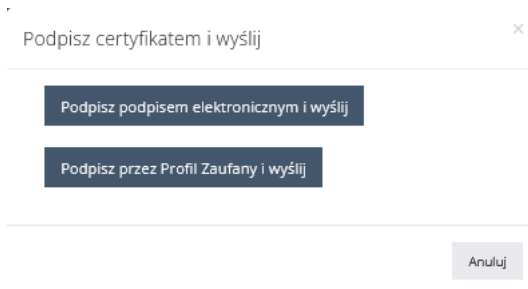 Podpisz certyfikatem i wyślij
×
Podpisz podpisem elektronicznym i wyślij
Podpisz przez Profil Zaufany i wyślij
Anuluj